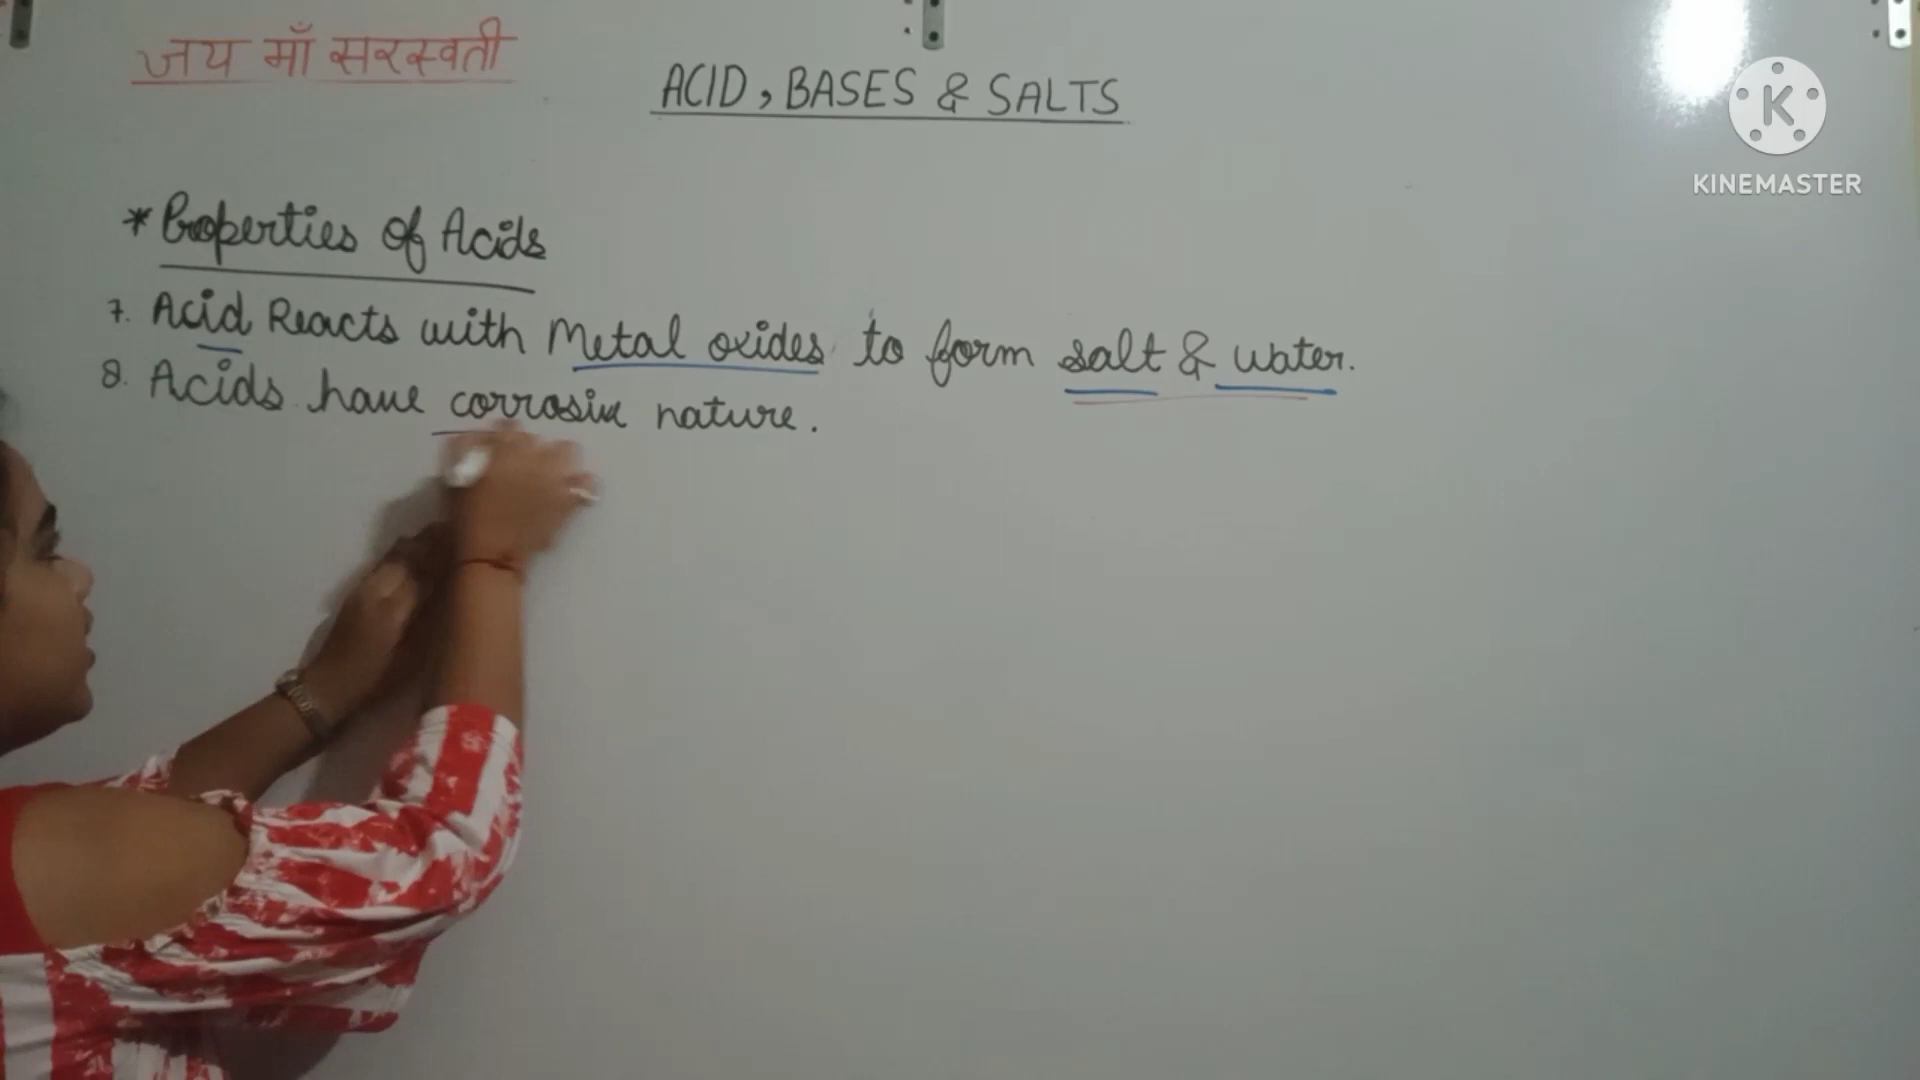 जय माँ सरस्वती
ACID, BASES & SALTS
* Properties of Acids
7. Acid Reacts with Metal oxides to form salt & water.
8. Acids have corrosive nature.
K
KINEMASTER